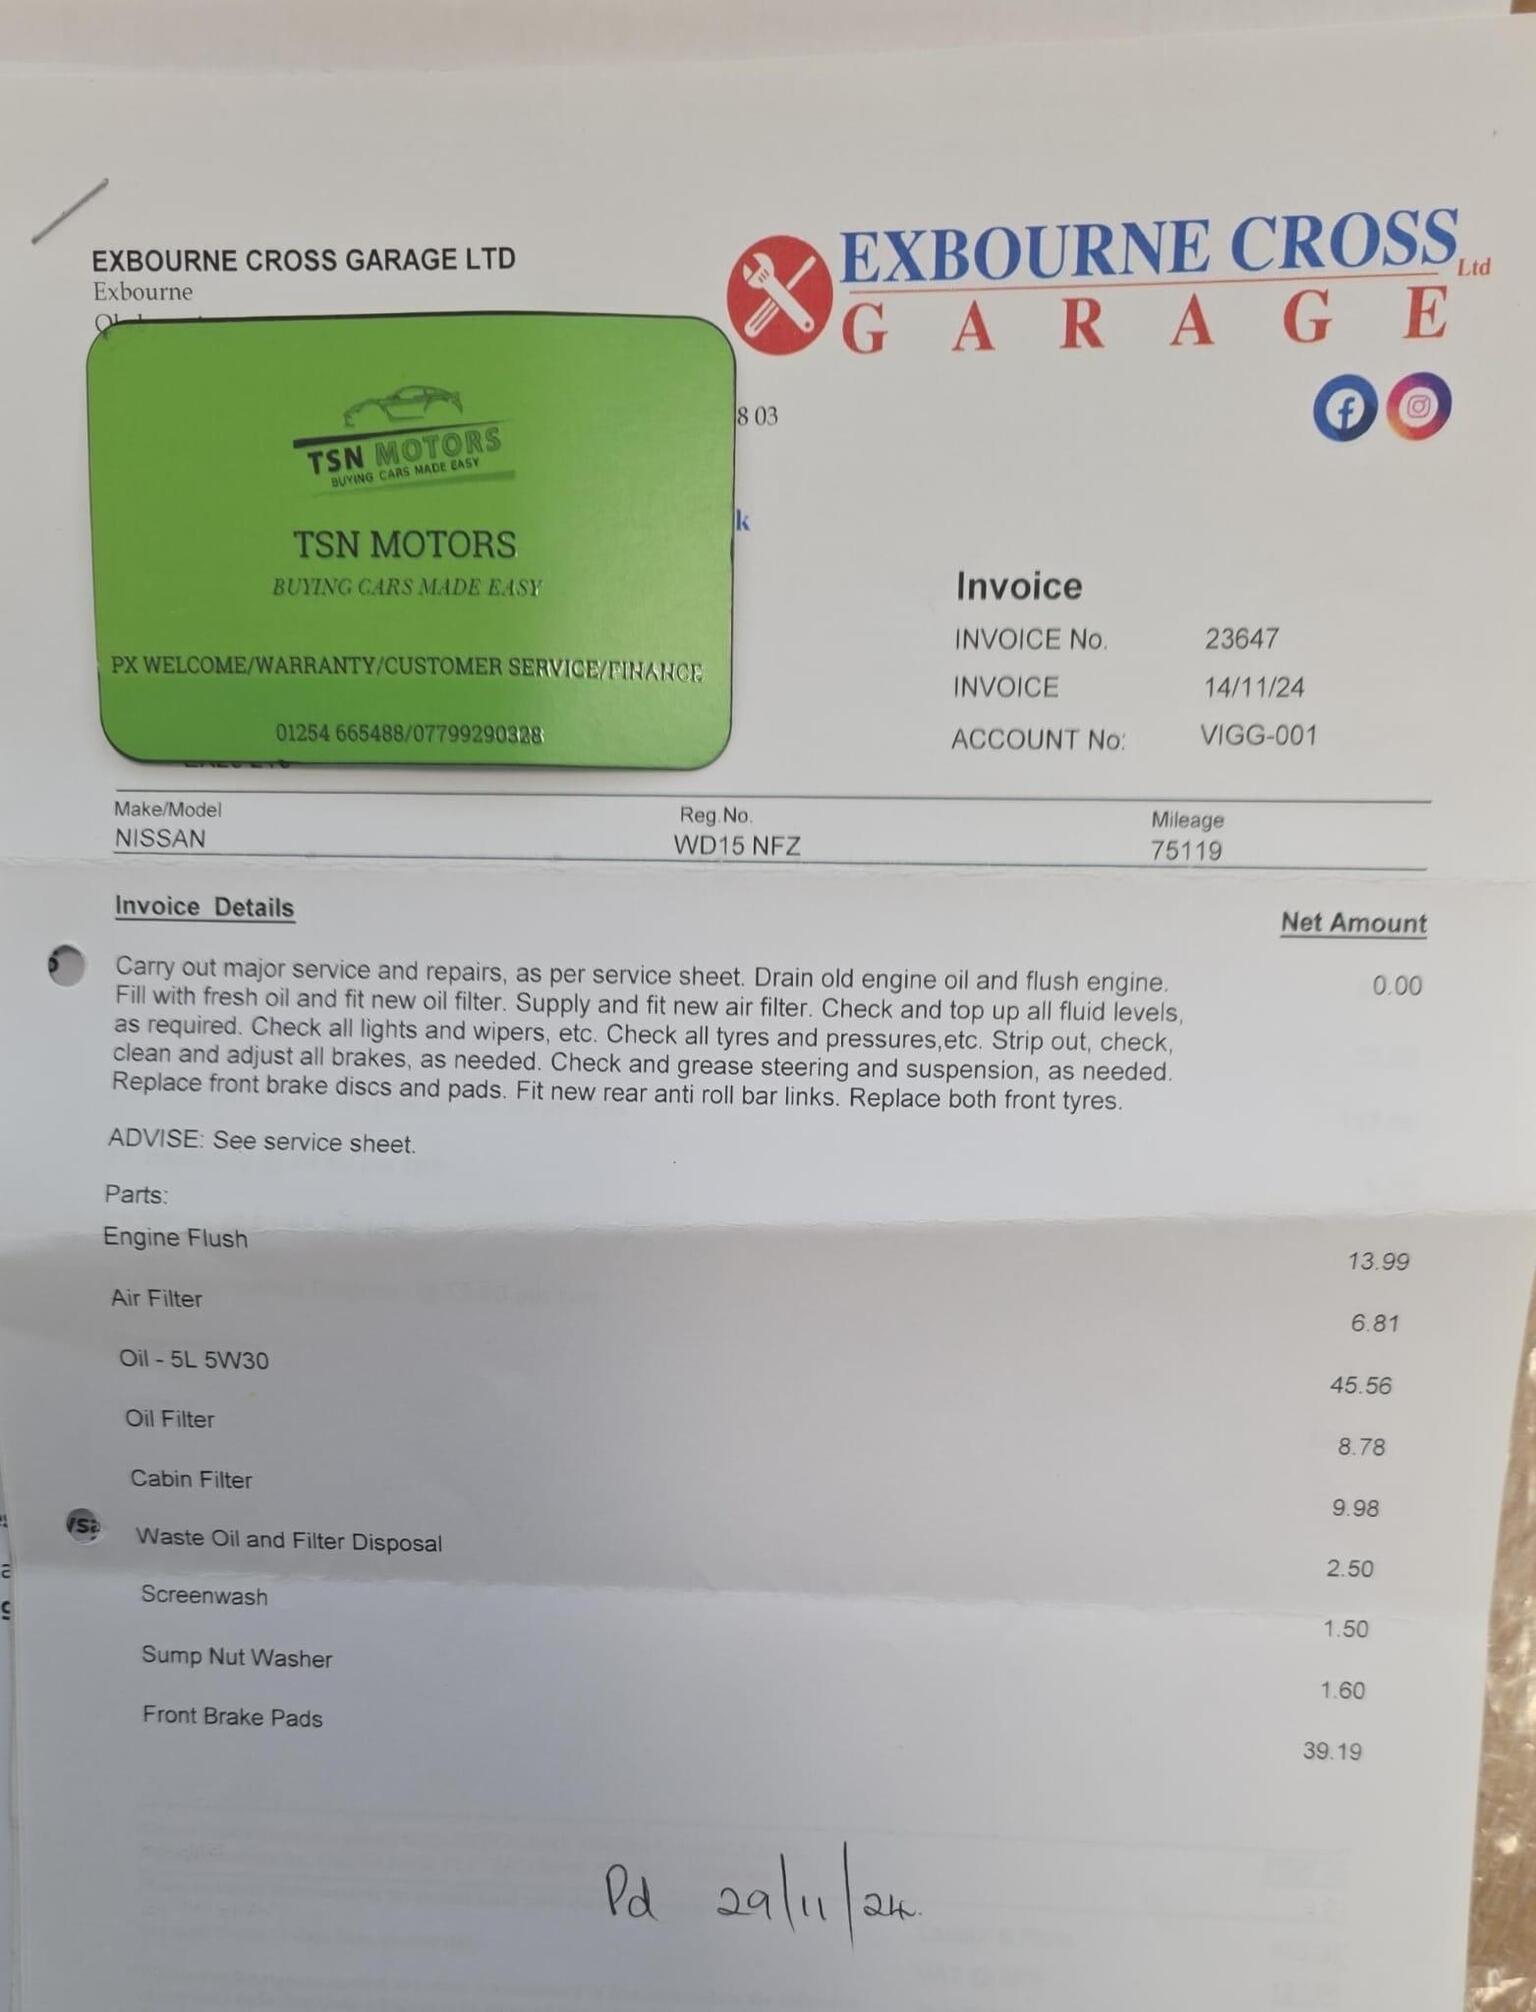 EXBOURNE CROSS GARAGE LTD
Exbourne
EXBOURNE CROSS Ltd
GARAGE
8 03
k
TSN MOTORS
BUYING CARS MADE EASY
TSN MOTORS
BUYING CARS MADE EASY
PX WELCOME/WARRANTY/CUSTOMER SERVICE/FINANCE
01254 665488/07799290328
Invoice
INVOICE No. 23647
INVOICE 14/11/24
ACCOUNT No: VIGG-001
Make/Model Reg.No. Mileage
NISSAN WD15 NFZ 75119
Invoice Details Net Amount
Carry out major service and repairs, as per service sheet. Drain old engine oil and flush engine. 0.00
Fill with fresh oil and fit new oil filter. Supply and fit new air filter. Check and top up all fluid levels,
as required. Check all lights and wipers, etc. Check all tyres and pressures,etc. Strip out, check,
clean and adjust all brakes, as needed. Check and grease steering and suspension, as needed.
Replace front brake discs and pads. Fit new rear anti roll bar links. Replace both front tyres.
ADVISE: See service sheet.
Parts:
Engine Flush 13.99
Air Filter 6.81
Oil - 5L 5W30 45.56
Oil Filter 8.78
Cabin Filter 9.98
Waste Oil and Filter Disposal 2.50
Screenwash 1.50
Sump Nut Washer 1.60
Front Brake Pads 39.19
Pd 29/11/24.